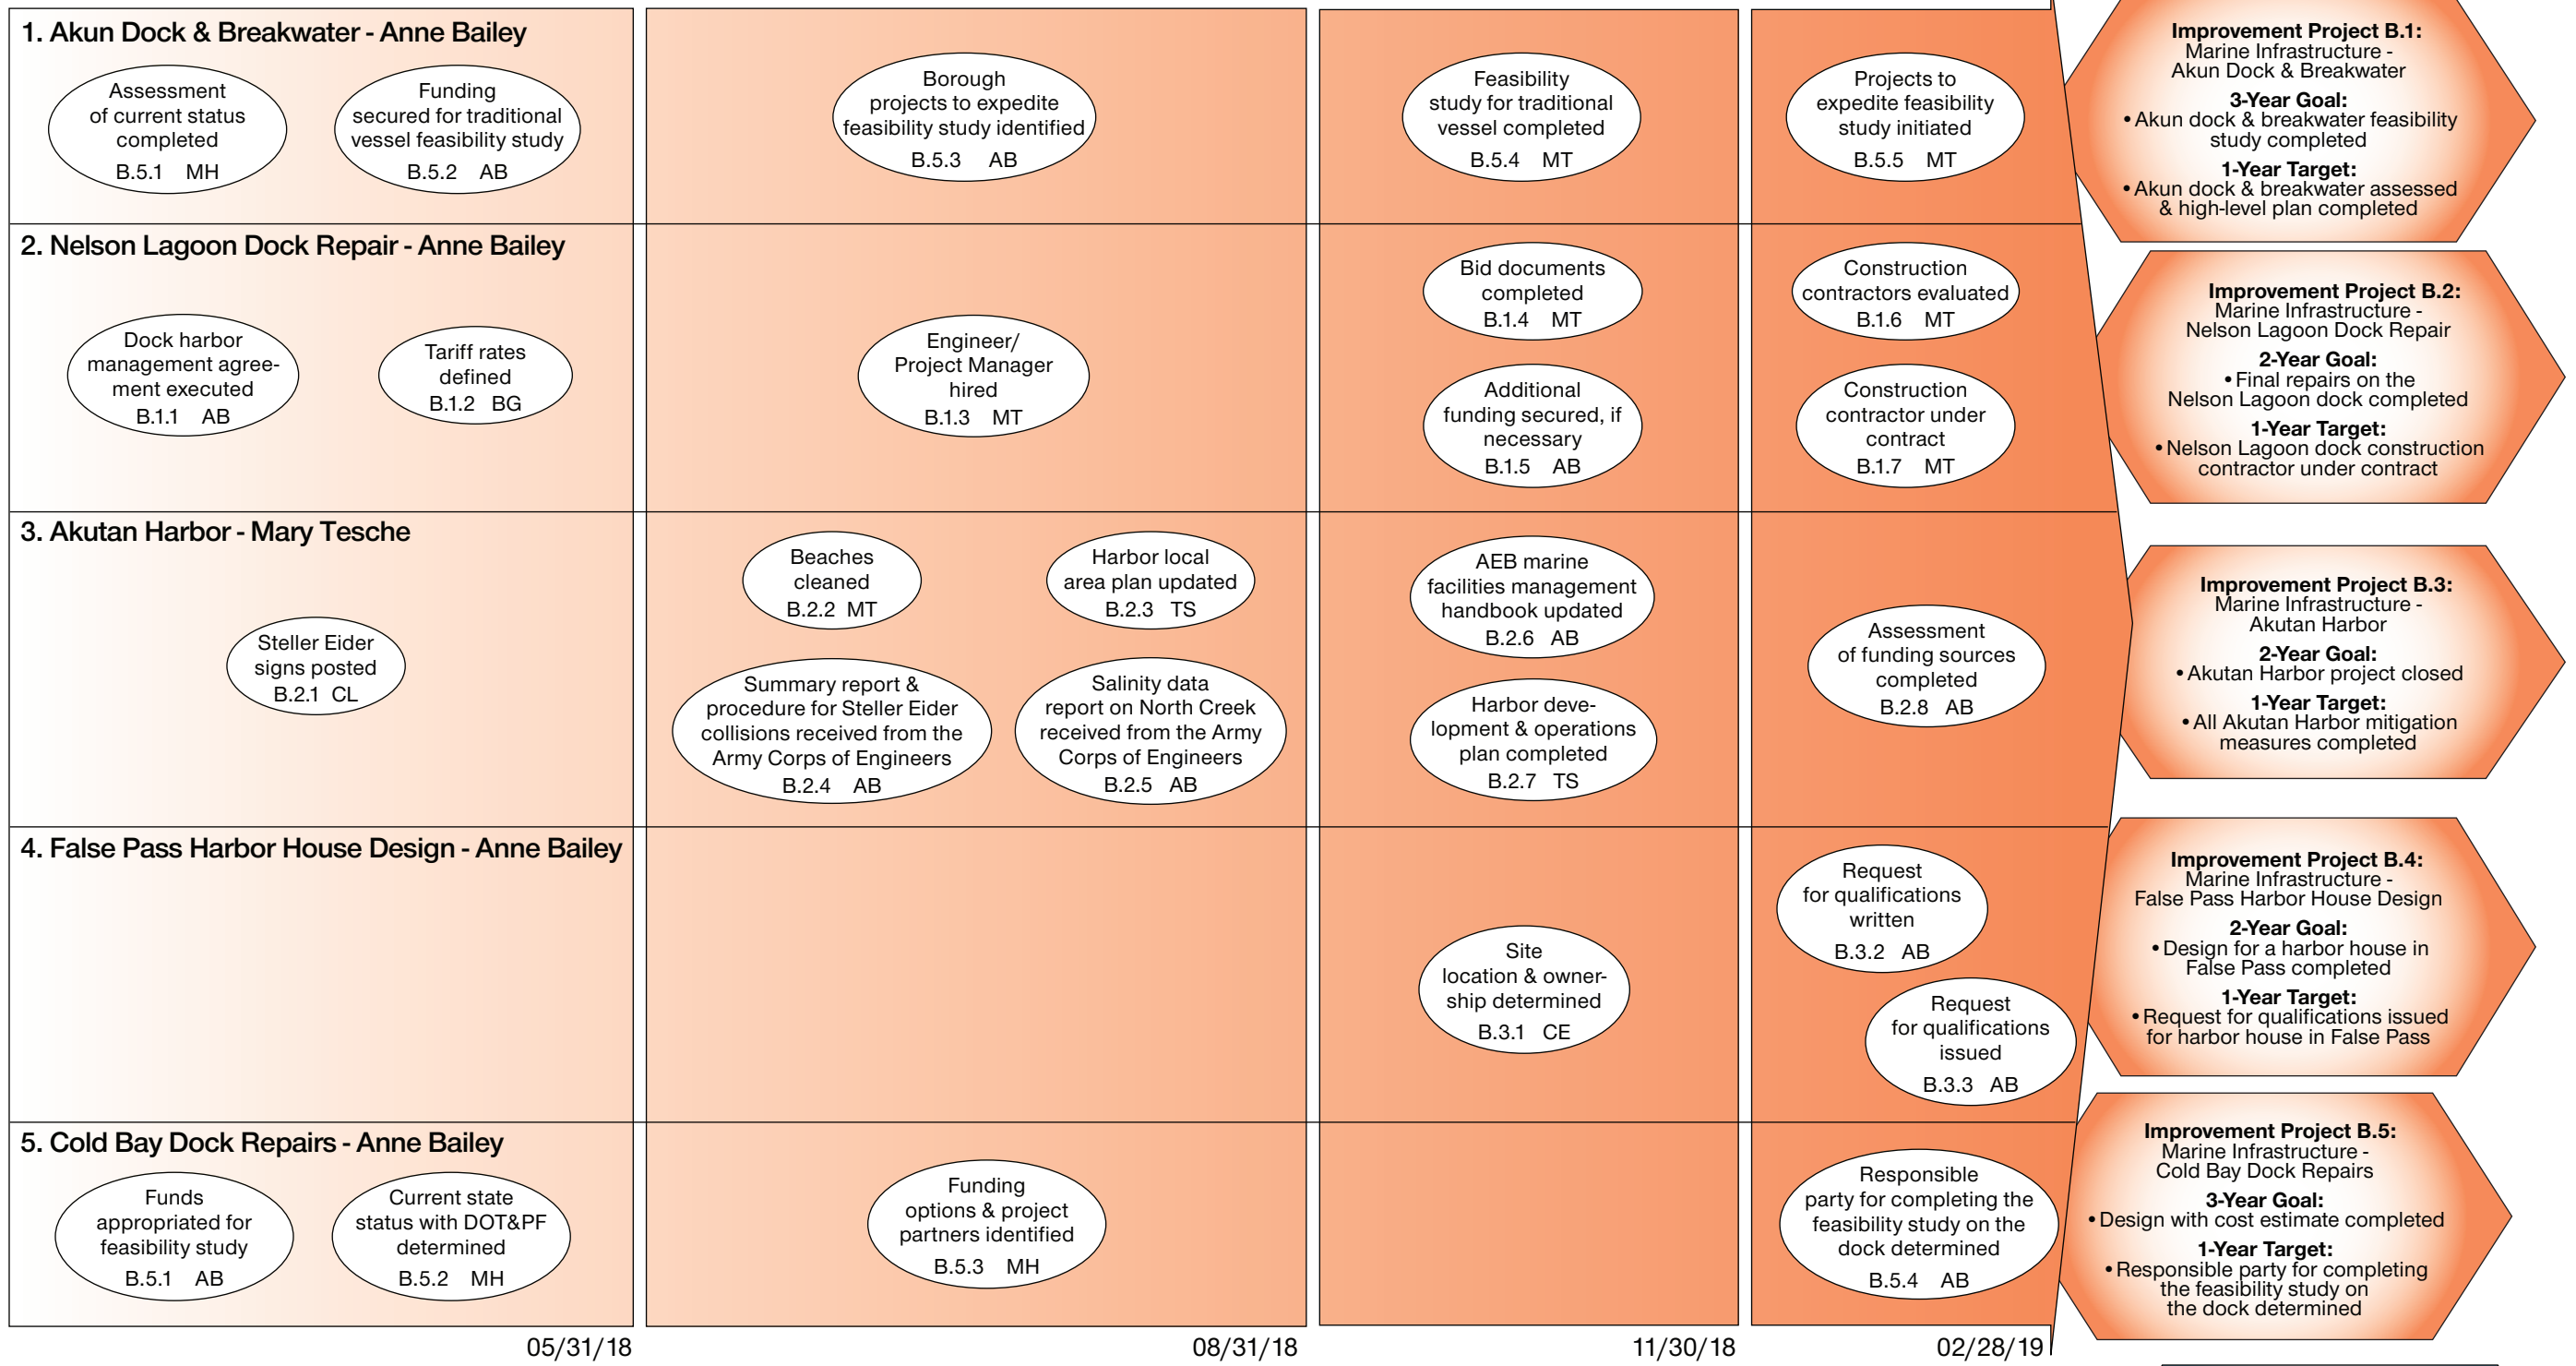 1. Akun Dock & Breakwater - Anne Bailey
Assessment
of current status
completed
B.5.1 MH
Funding
secured for traditional
vessel feasibility study
B.5.2 AB
Borough
projects to expedite
feasibility study identified
B.5.3 AB
Feasibility
study for traditional
vessel completed
B.5.4 MT
Projects to
expedite feasibility
study initiated
B.5.5 MT
Improvement Project B.1:
Marine Infrastructure -
Akun Dock & Breakwater
3-Year Goal:
• Akun dock & breakwater feasibility
study completed
1-Year Target:
• Akun dock & breakwater assessed
& high-level plan completed
2. Nelson Lagoon Dock Repair - Anne Bailey
Dock harbor
management agree-
ment executed
B.1.1 AB
Tariff rates
defined
B.1.2 BG
Engineer/
Project Manager
hired
B.1.3 MT
Bid documents
completed
B.1.4 MT
Additional
funding secured, if
necessary
B.1.5 AB
Construction
contractors evaluated
B.1.6 MT
Construction
contractor under
contract
B.1.7 MT
Improvement Project B.2:
Marine Infrastructure -
Nelson Lagoon Dock Repair
2-Year Goal:
• Final repairs on the
Nelson Lagoon dock completed
1-Year Target:
• Nelson Lagoon dock construction
contractor under contract
3. Akutan Harbor - Mary Tesche
Steller Eider
signs posted
B.2.1 CL
Beaches
cleaned
B.2.2 MT
Harbor local
area plan updated
B.2.3 TS
Summary report &
procedure for Steller Eider
collisions received from the
Army Corps of Engineers
B.2.4 AB
Salinity data
report on North Creek
received from the Army
Corps of Engineers
B.2.5 AB
AEB marine
facilities management
handbook updated
B.2.6 AB
Harbor deve-
lopment & operations
plan completed
B.2.7 TS
Assessment
of funding sources
completed
B.2.8 AB
Improvement Project B.3:
Marine Infrastructure -
Akutan Harbor
2-Year Goal:
• Akutan Harbor project closed
1-Year Target:
• All Akutan Harbor mitigation
measures completed
4. False Pass Harbor House Design - Anne Bailey
Site
location & owner-
ship determined
B.3.1 CE
Request
for qualifications
written
B.3.2 AB
Request
for qualifications
issued
B.3.3 AB
Improvement Project B.4:
Marine Infrastructure -
False Pass Harbor House Design
2-Year Goal:
• Design for a harbor house in
False Pass completed
1-Year Target:
• Request for qualifications issued
for harbor house in False Pass
5. Cold Bay Dock Repairs - Anne Bailey
Funds
appropriated for
feasibility study
B.5.1 AB
Current state
status with DOT&PF
determined
B.5.2 MH
Funding
options & project
partners identified
B.5.3 MH
Responsible
party for completing the
feasibility study on the
dock determined
B.5.4 AB
Improvement Project B.5:
Marine Infrastructure -
Cold Bay Dock Repairs
3-Year Goal:
• Design with cost estimate completed
1-Year Target:
• Responsible party for completing
the feasibility study on
the dock determined
05/31/18
08/31/18
11/30/18
02/28/19